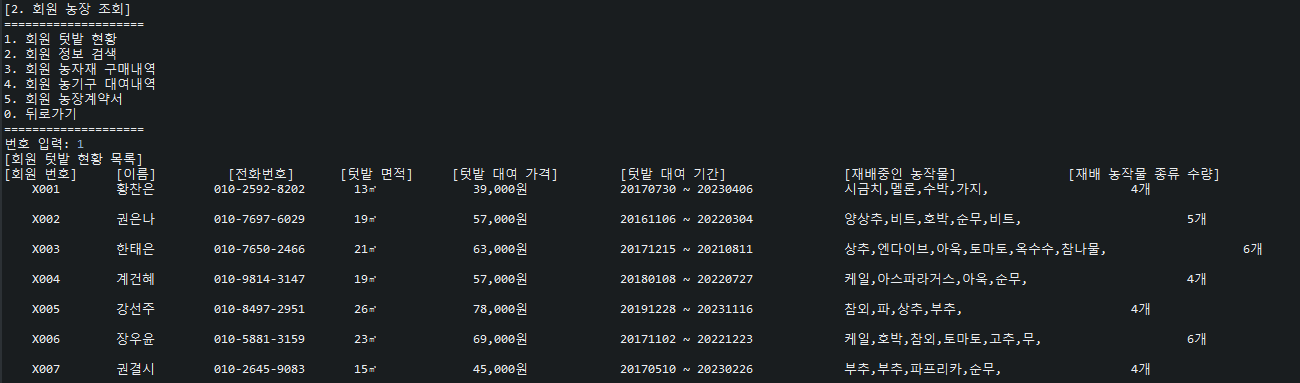 [2. 회원 농장 조회]
====================
1. 회원 텃밭 현황
2. 회원 정보 검색
3. 회원 농자재 구매내역
4. 회원 농기구 대여내역
5. 회원 농장계약서
0. 뒤로가기
====================
번호 입력: 1
[회원 텃밭 현황 목록]
[회원 번호] [이름] [전화번호] [텃밭 면적] [텃밭 대여 가격] [텃밭 대여 기간] [재배중인 농작물] [재배 농작물 종류 수량]
X001 황찬은 010-2592-8202 13㎡ 39,000원 20170730 ~ 20230406 시금치,멜론,수박,가지, 4개
X002 권은나 010-7697-6029 19㎡ 57,000원 20161106 ~ 20220304 양상추,비트,호박,순무,비트, 5개
X003 한태은 010-7650-2466 21㎡ 63,000원 20171215 ~ 20210811 상추,엔다이브,아욱,토마토,옥수수,참나물, 6개
X004 계건혜 010-9814-3147 19㎡ 57,000원 20180108 ~ 20220727 케일,아스파라거스,아욱,순무, 4개
X005 강선주 010-8497-2951 26㎡ 78,000원 20191228 ~ 20231116 참외,파,상추,부추, 4개
X006 장우윤 010-5881-3159 23㎡ 69,000원 20171102 ~ 20221223 케일,호박,참외,토마토,고추,무, 6개
X007 권결시 010-2645-9083 15㎡ 45,000원 20170510 ~ 20230226 부추,부추,파프리카,순무, 4개